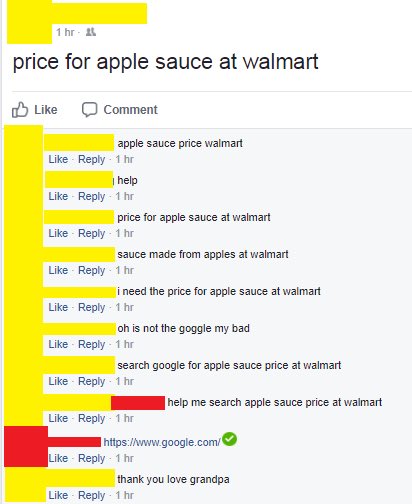 1 hr ·
price for apple sauce at walmart
Like Comment
apple sauce price walmart
Like · Reply · 1 hr
help
Like · Reply · 1 hr
price for apple sauce at walmart
Like · Reply · 1 hr
sauce made from apples at walmart
Like · Reply · 1 hr
i need the price for apple sauce at walmart
Like · Reply · 1 hr
oh is not the goggle my bad
Like · Reply · 1 hr
search google for apple sauce price at walmart
Like · Reply · 1 hr
help me search apple sauce price at walmart
Like · Reply · 1 hr
https://www.google.com/
Like · Reply · 1 hr
thank you love grandpa
Like · Reply · 1 hr